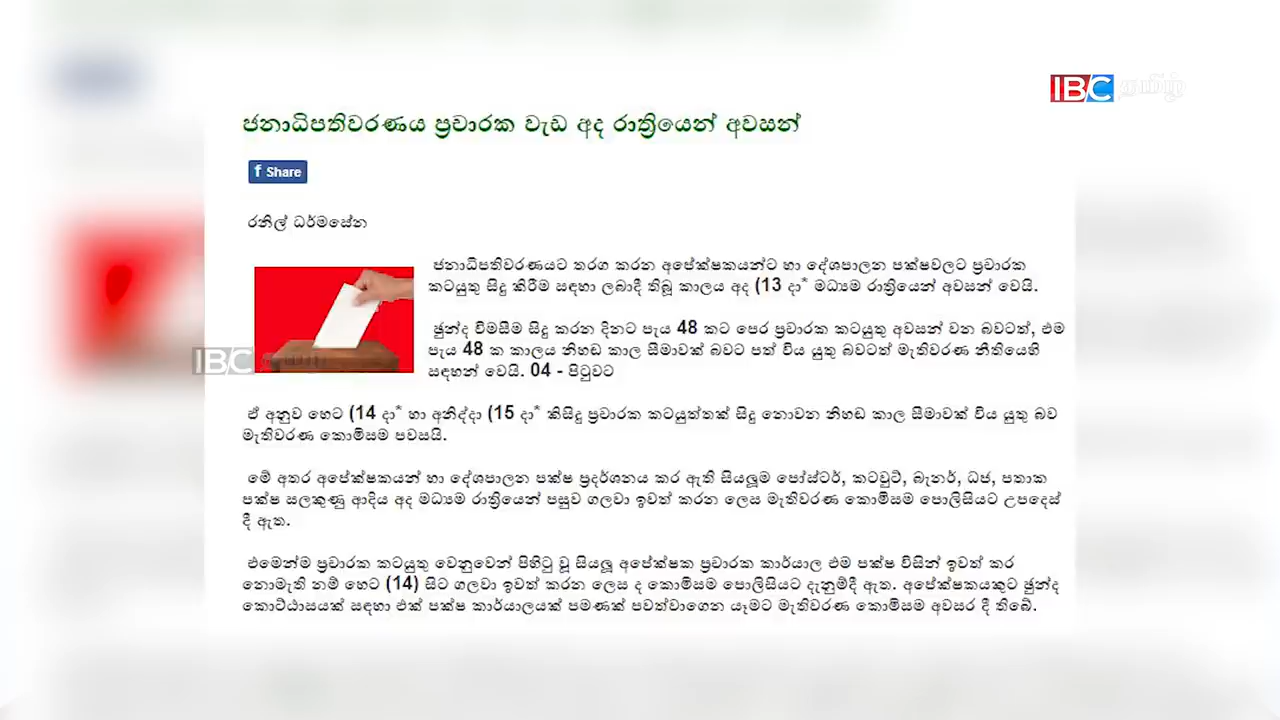 IBC தமிழ்
ජනාධිපතිවරණය ප්‍රචාරක වැඩ අද රාත්‍රියෙන් අවසන්
f Share
රනිල් ධර්මසේන
ජනාධිපතිවරණයට තරග කරන අපේක්ෂකයන්ට හා දේශපාලන පක්ෂවලට ප්‍රචාරක
කටයුතු සිදු කිරීම සඳහා ලබාදී තිබූ කාලය අද (13 දා* මධ්‍යම රාත්‍රියෙන් අවසන් වෙයි.
ඡන්ද විමසීම සිදු කරන දිනට පැය 48 කට පෙර ප්‍රචාරක කටයුතු අවසන් වන බවටත්, එම
පැය 48 ක කාලය නිහඬ කාල සීමාවක් බවට පත් විය යුතු බවටත් මැතිවරණ නීතියෙහි
සඳහන් වෙයි. 04 - පිටුවට
IBC
ඒ අනුව හෙට (14 දා* හා අනිද්දා (15 දා* කිසිදු ප්‍රචාරක කටයුත්තක් සිදු නොවන නිහඬ කාල සීමාවක් විය යුතු බව
මැතිවරණ කොමිසම පවසයි.
මේ අතර අපේක්ෂකයන් හා දේශපාලන පක්ෂ ප්‍රදර්ශනය කර ඇති සියලූම පෝස්ටර්, කටවුට්, බැනර්, ධජ, පතාක
පක්ෂ සලකුණු ආදිය අද මධ්‍යම රාත්‍රියෙන් පසුව ගලවා ඉවත් කරන ලෙස මැතිවරණ කොමිසම පොලිසියට උපදෙස්
දී ඇත.
එමෙන්ම ප්‍රචාරක කටයුතු වෙනුවෙන් පිහිටු වූ සියලූ අපේක්ෂක ප්‍රචාරක කාර්යාල එම පක්ෂ විසින් ඉවත් කර
නොමැති නම් හෙට (14) සිට ගලවා ඉවත් කරන ලෙස ද කොමිසම පොලිසියට දැනුම්දී ඇත. අපේක්ෂකයකුට ඡුන්ද
කොට්ඨාසයක් සඳහා එක් පක්ෂ කාර්යාලයක් පමණක් පවත්වාගෙන යෑමට මැතිවරණ කොමිසම අවසර දී තිබේ.